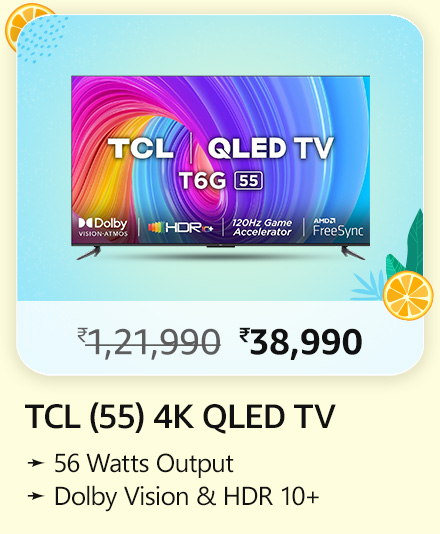 TCL | QLED TV
T6G 55
Dolby
VISION·ATMOS
HDR10+
120Hz Game
Accelerator
AMD
FreeSync
₹1,21,990 ₹38,990
TCL (55) 4K QLED TV
➛ 56 Watts Output
➛ Dolby Vision & HDR 10+